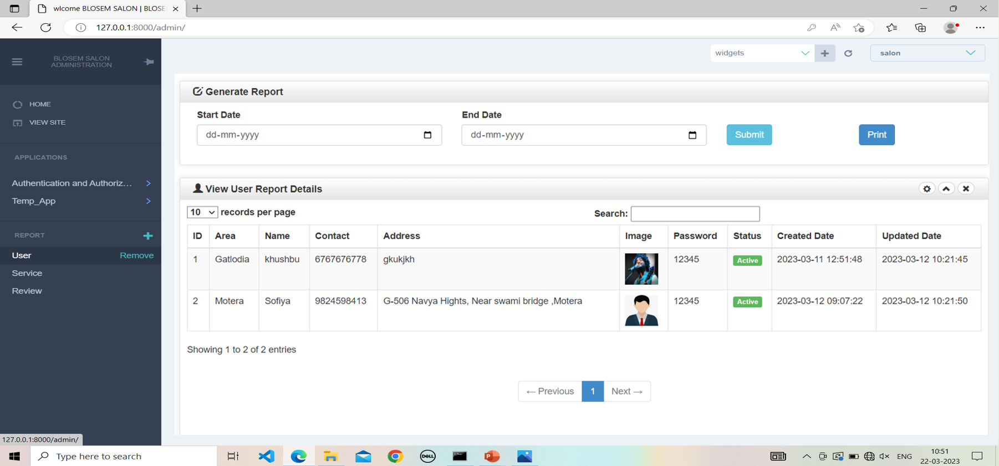 wlcome BLOSEM SALON | BLOSE
127.0.0.1:8000/admin/
BLOSEM SALON
ADMINISTRATION
widgets
salon
HOME
VIEW SITE
APPLICATIONS
Authentication and Authoriz...
Temp_App
REPORT
User Remove
Service
Review
Generate Report
Start Date End Date
dd-mm-yyyy dd-mm-yyyy Submit Print
View User Report Details
10 records per page Search:
ID Area Name Contact Address Image Password Status Created Date Updated Date
1 Gatlodia khushbu 6767676778 gkukjkh 12345 Active 2023-03-11 12:51:48 2023-03-12 10:21:45
2 Motera Sofiya 9824598413 G-506 Navya Hights, Near swami bridge ,Motera 12345 Active 2023-03-12 09:07:22 2023-03-12 10:21:50
Showing 1 to 2 of 2 entries
← Previous 1 Next →
127.0.0.1:8000/admin/
Type here to search
DELL
ENG
10:51
22-03-2023